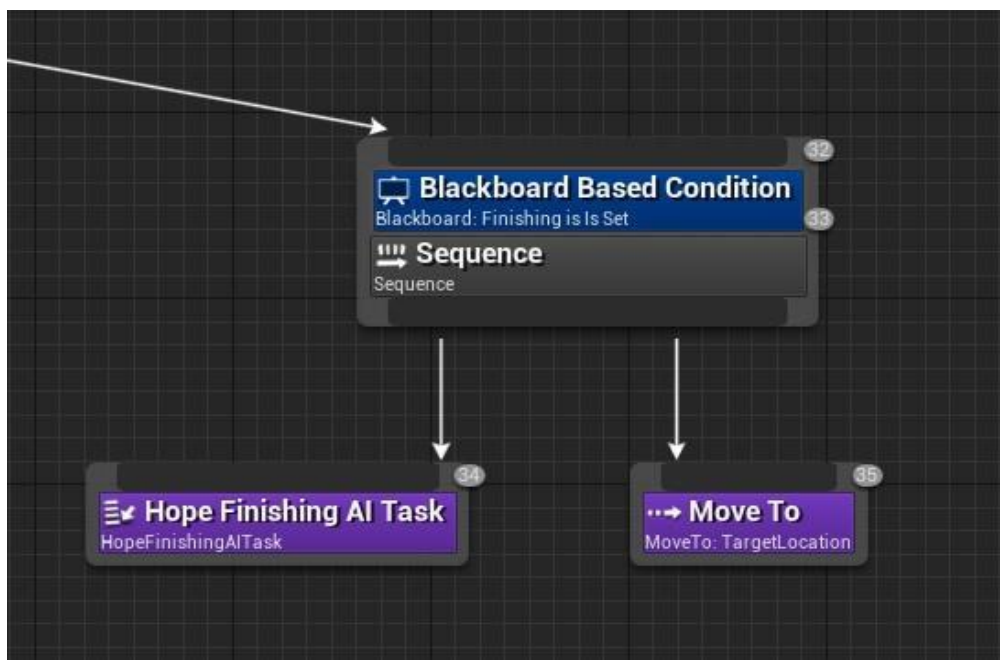 32
Blackboard Based Condition
Blackboard: Finishing is Is Set
33
Sequence
Sequence
34
Hope Finishing AI Task
HopeFinishingAITask
35
Move To
MoveTo: TargetLocation